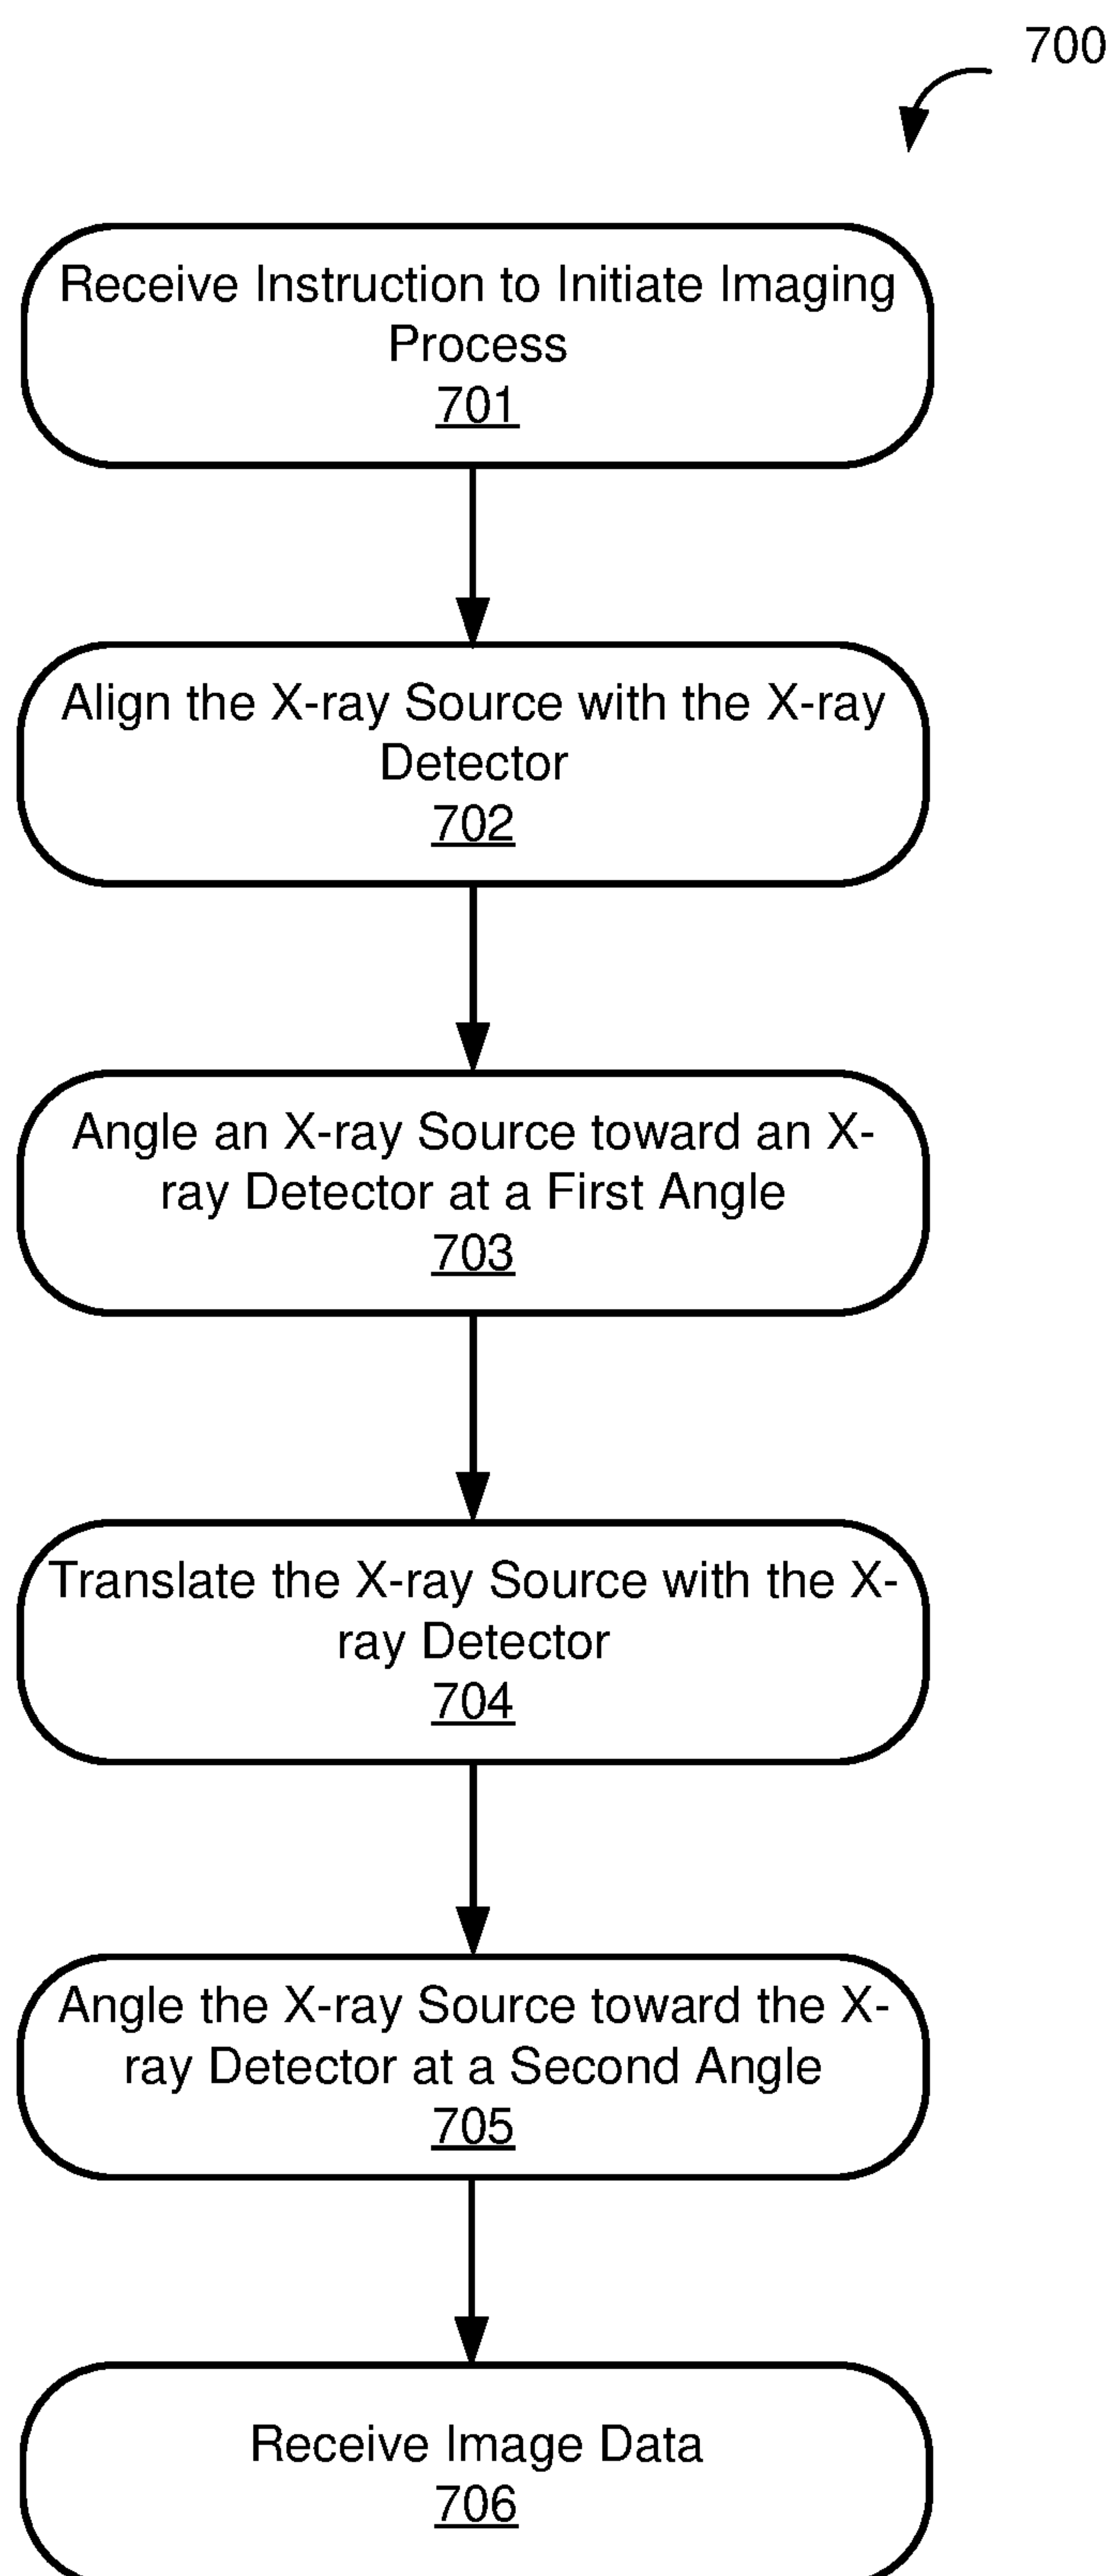 700
Receive Instruction to Initiate Imaging
Process
701
Align the X-ray Source with the X-ray
Detector
702
Angle an X-ray Source toward an X-
ray Detector at a First Angle
703
Translate the X-ray Source with the X-
ray Detector
704
Angle the X-ray Source toward the X-
ray Detector at a Second Angle
705
Receive Image Data
706